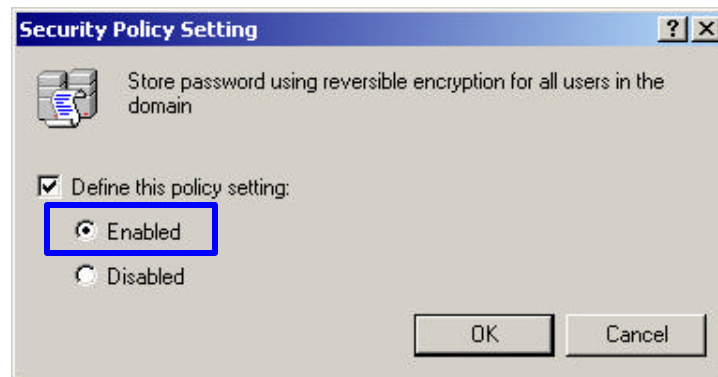 Security Policy Setting
Store password using reversible encryption for all users in the
domain
Define this policy setting:
Enabled
Disabled
OK Cancel